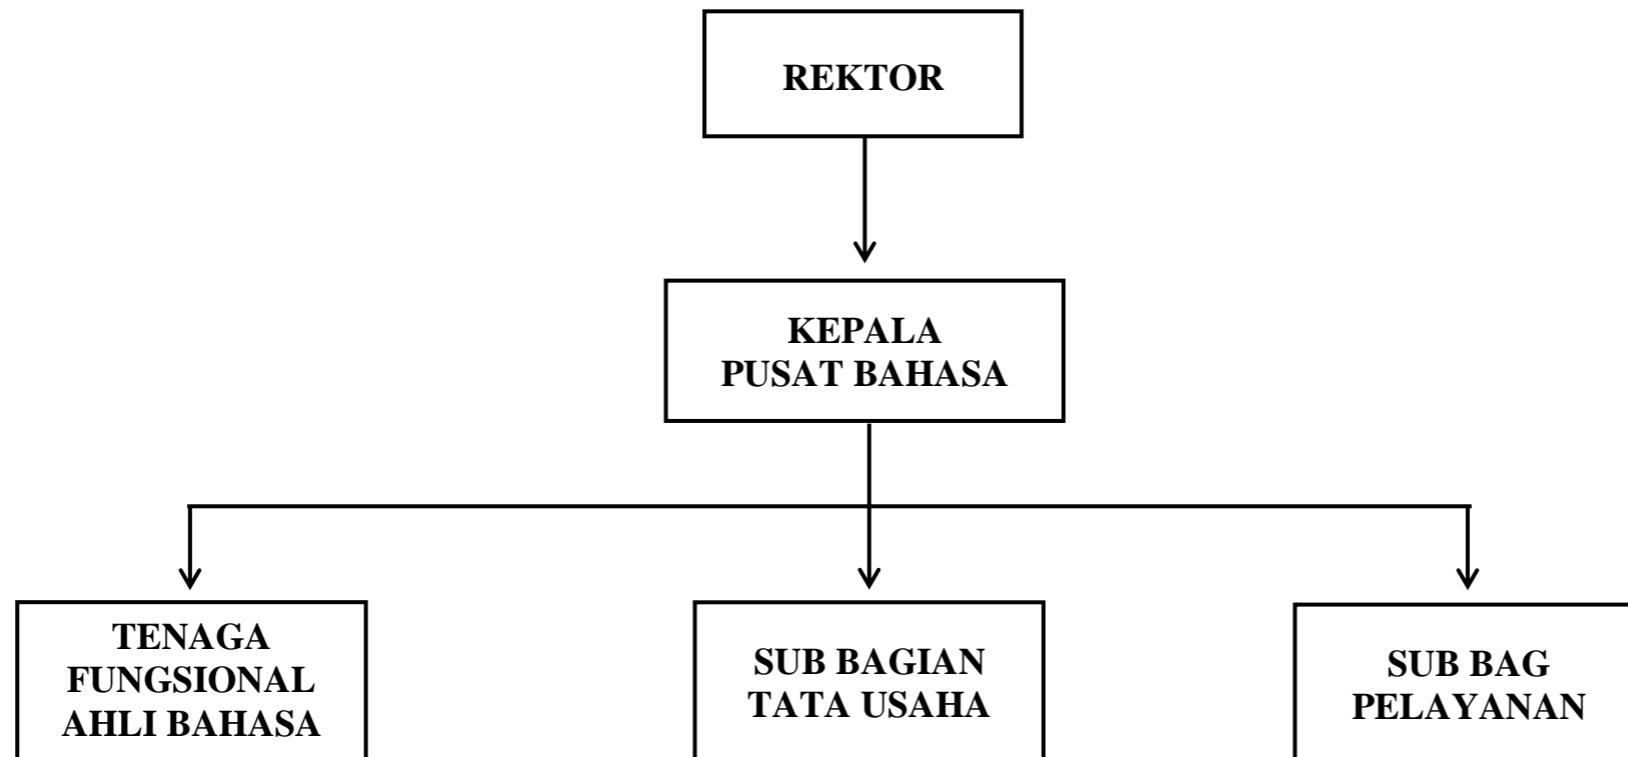 REKTOR
KEPALA
PUSAT BAHASA
TENAGA
FUNGSIONAL
AHLI BAHASA
SUB BAGIAN
TATA USAHA
SUB BAG
PELAYANAN